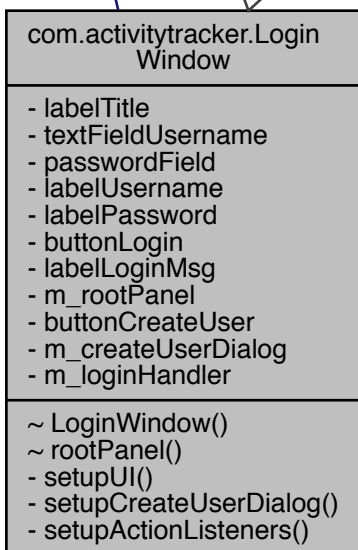 com.activitytracker.Login
Window
- labelTitle
- textFieldUsername
- passwordField
- labelUsername
- labelPassword
- buttonLogin
- labelLoginMsg
- m_rootPanel
- buttonCreateUser
- m_createUserDialog
- m_loginHandler
~ LoginWindow()
~ rootPanel()
- setupUI()
- setupCreateUserDialog()
- setupActionListeners()